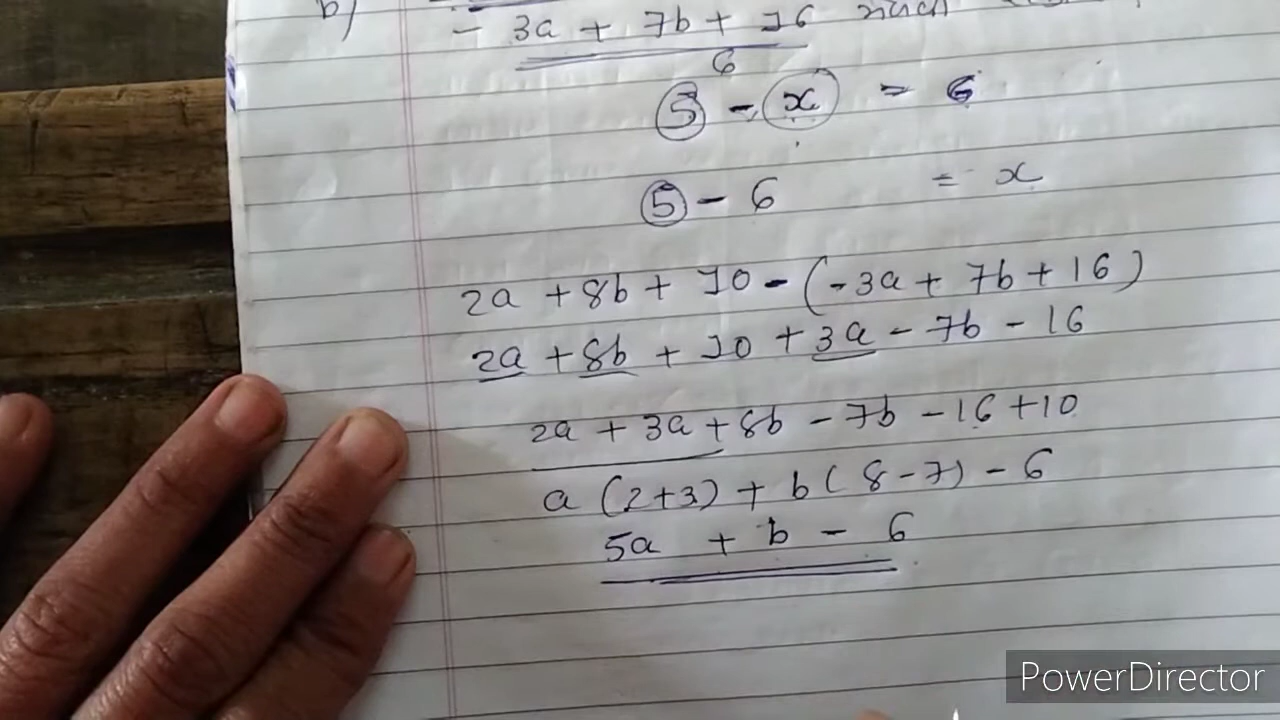 b)
- 3a + 7b + 16
6
5 - x = 6
5 - 6 = x
2a + 8b + 10 - (-3a + 7b + 16)
2a + 8b + 10 + 3a - 7b - 16
2a + 3a + 8b - 7b - 16 + 10
a (2+3) + b ( 8-7) - 6
5a + b - 6
PowerDirector